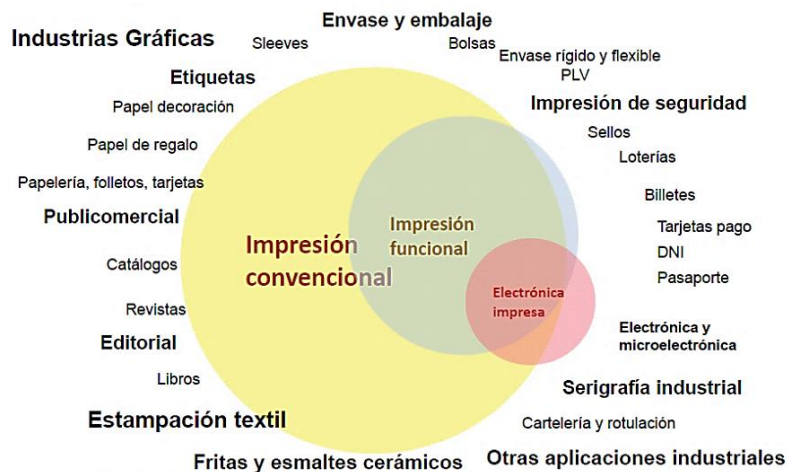 Envase y embalaje
Industrias Gráficas
Sleeves
Bolsas
Envase rígido y flexible
PLV
Etiquetas
Impresión de seguridad
Papel decoración
Sellos
Papel de regalo
Loterías
Papelería, folletos, tarjetas
Billetes
Publicomercial
Tarjetas pago
Impresión
convencional
Impresión
funcional
DNI
Catálogos
Pasaporte
Electrónica
impresa
Revistas
Electrónica y
microelectrónica
Editorial
Libros
Serigrafía industrial
Estampación textil
Cartelería y rotulación
Fritas y esmaltes cerámicos
Otras aplicaciones industriales